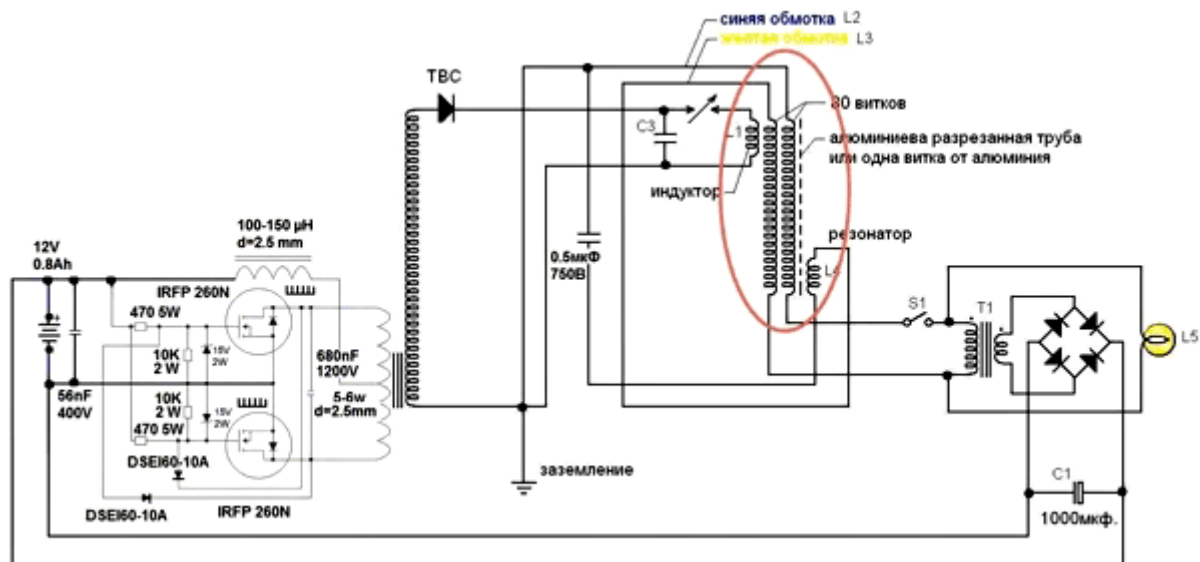 синяя обмотка L2
желтая обмотка L3
ТВС
80 витков
C3
L1
алюминиева разрезанная труба
или одна витка от алюминия
индуктор
100-150 µH
d=2.5 mm
резонатор
12V
0.8Ah
0.5мкФ
750В
L4
IRFP 260N
S1
T1
470 5W
L5
15V
2W
10K
2 W
680nF
1200V
56nF
400V
5-6w
d=2.5mm
10K
2 W
15V
2W
470 5W
DSEI60-10A
заземление
C1
DSEI60-10A
IRFP 260N
1000мкф.